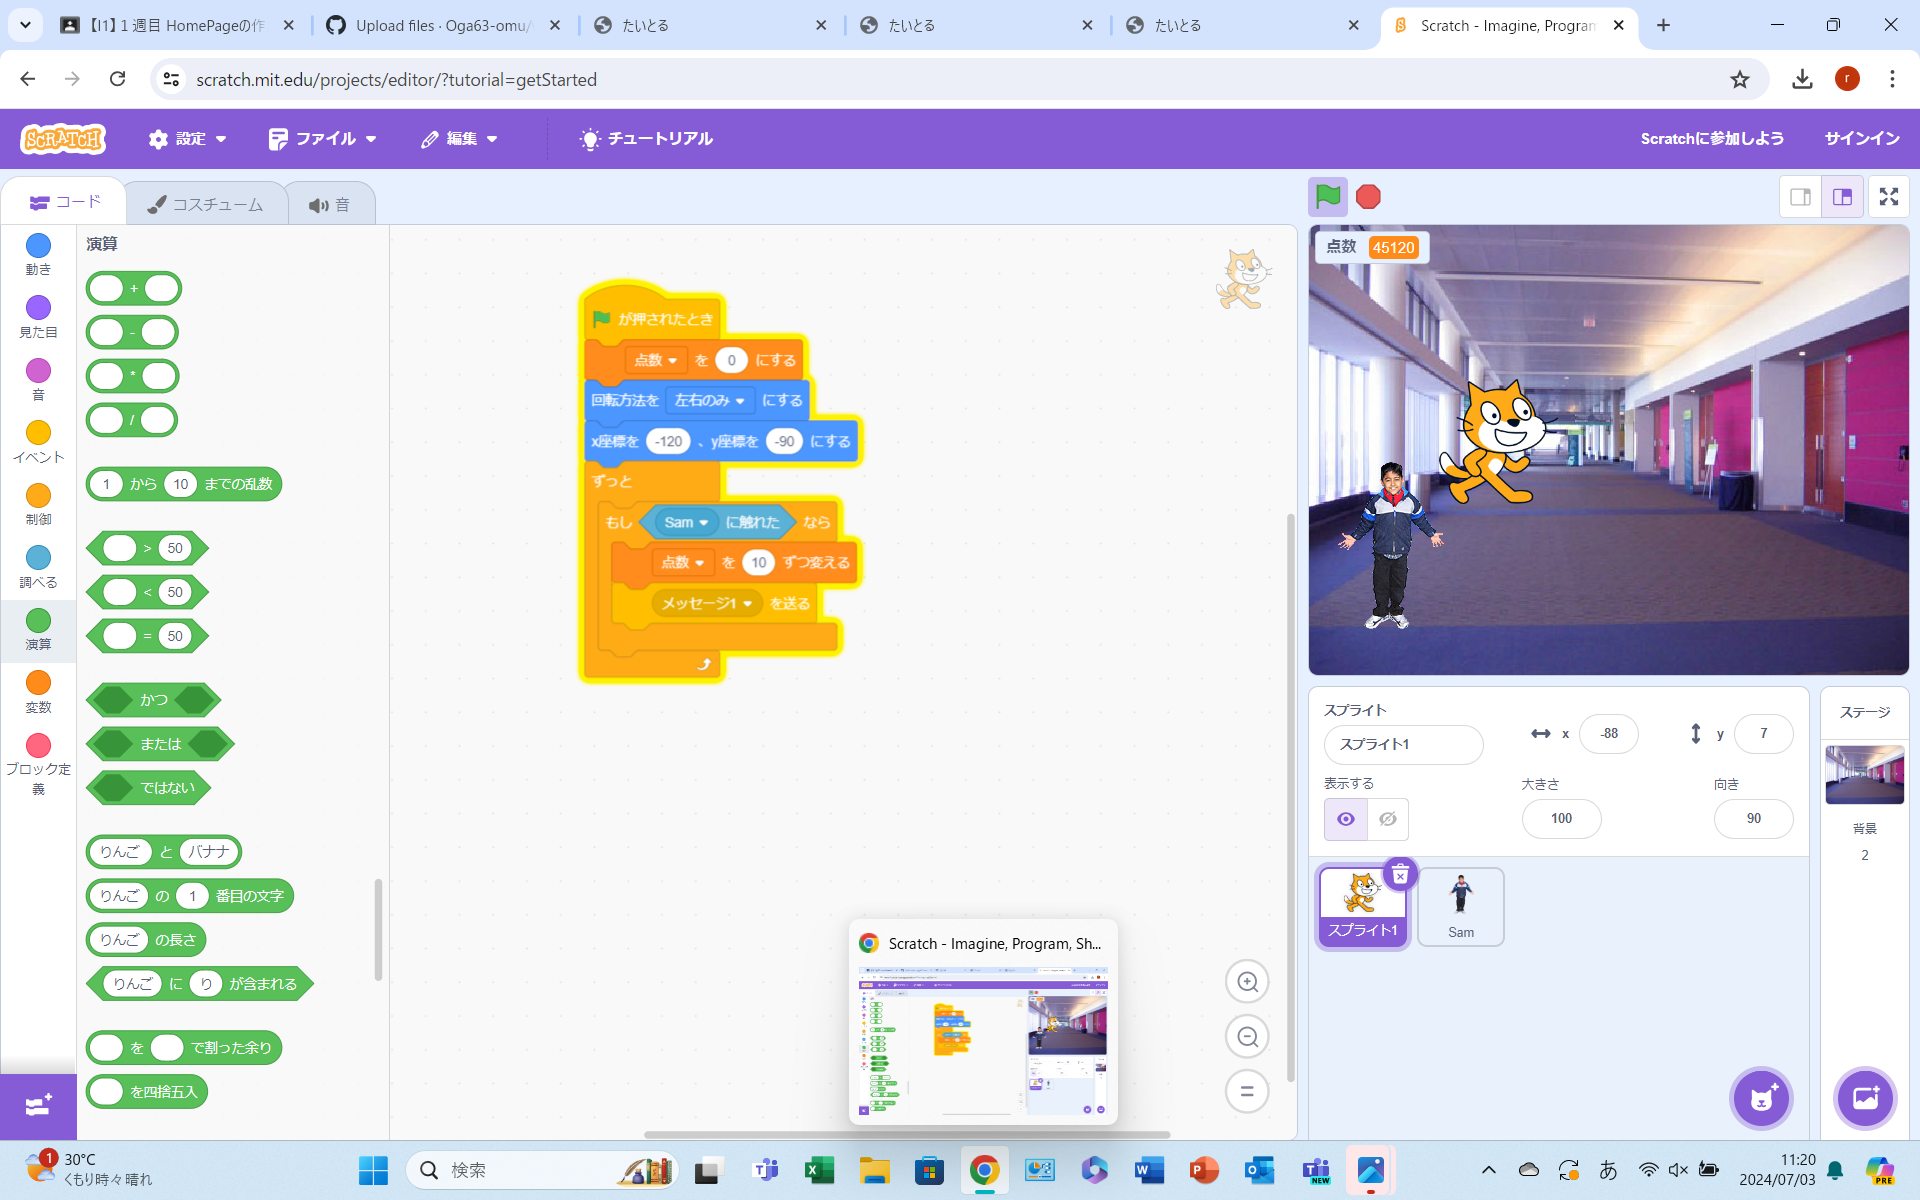 【I1】１週目 HomePageの作
Upload files · Oga63-omu/
たいとる
たいとる
たいとる
Scratch - Imagine, Program
scratch.mit.edu/projects/editor/?tutorial=getStarted
r
SCRATCH
設定
ファイル
編集
チュートリアル
Scratchに参加しよう
サインイン
コード
コスチューム
音
動き
見た目
音
イベント
制御
調べる
演算
変数
ブロック定
義
演算
+
-
*
/
1 から 10 までの乱数
> 50
< 50
= 50
かつ
または
ではない
りんご と バナナ
りんご の 1 番目の文字
りんご の長さ
りんご に り が含まれる
を で割った余り
を四捨五入
が押されたとき
点数 を 0 にする
回転方法を 左右のみ にする
x座標を -120 、y座標を -90 にする
ずっと
もし Sam に触れた なら
点数 を 10 ずつ変える
メッセージ1 を送る
点数 45120
スプライト
スプライト1
x -88
y 7
表示する
大きさ
100
向き
90
スプライト1
Sam
ステージ
背景
2
Scratch - Imagine, Program, Sh...
1
30°C
くもり時々晴れ
検索
NEW
あ
11:20
2024/07/03
PRE